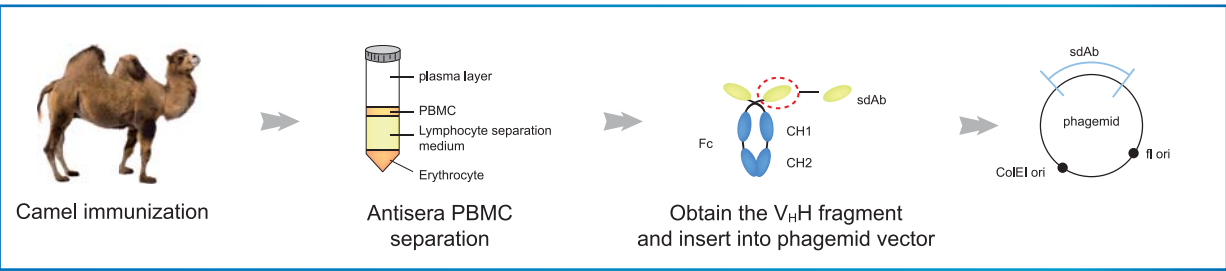 Camel immunization
plasma layer
PBMC
Lymphocyte separation
medium
Erythrocyte
Antisera PBMC
separation
sdAb
Fc
CH1
CH2
Obtain the VHH fragment
and insert into phagemid vector
sdAb
phagemid
fl ori
ColEI ori